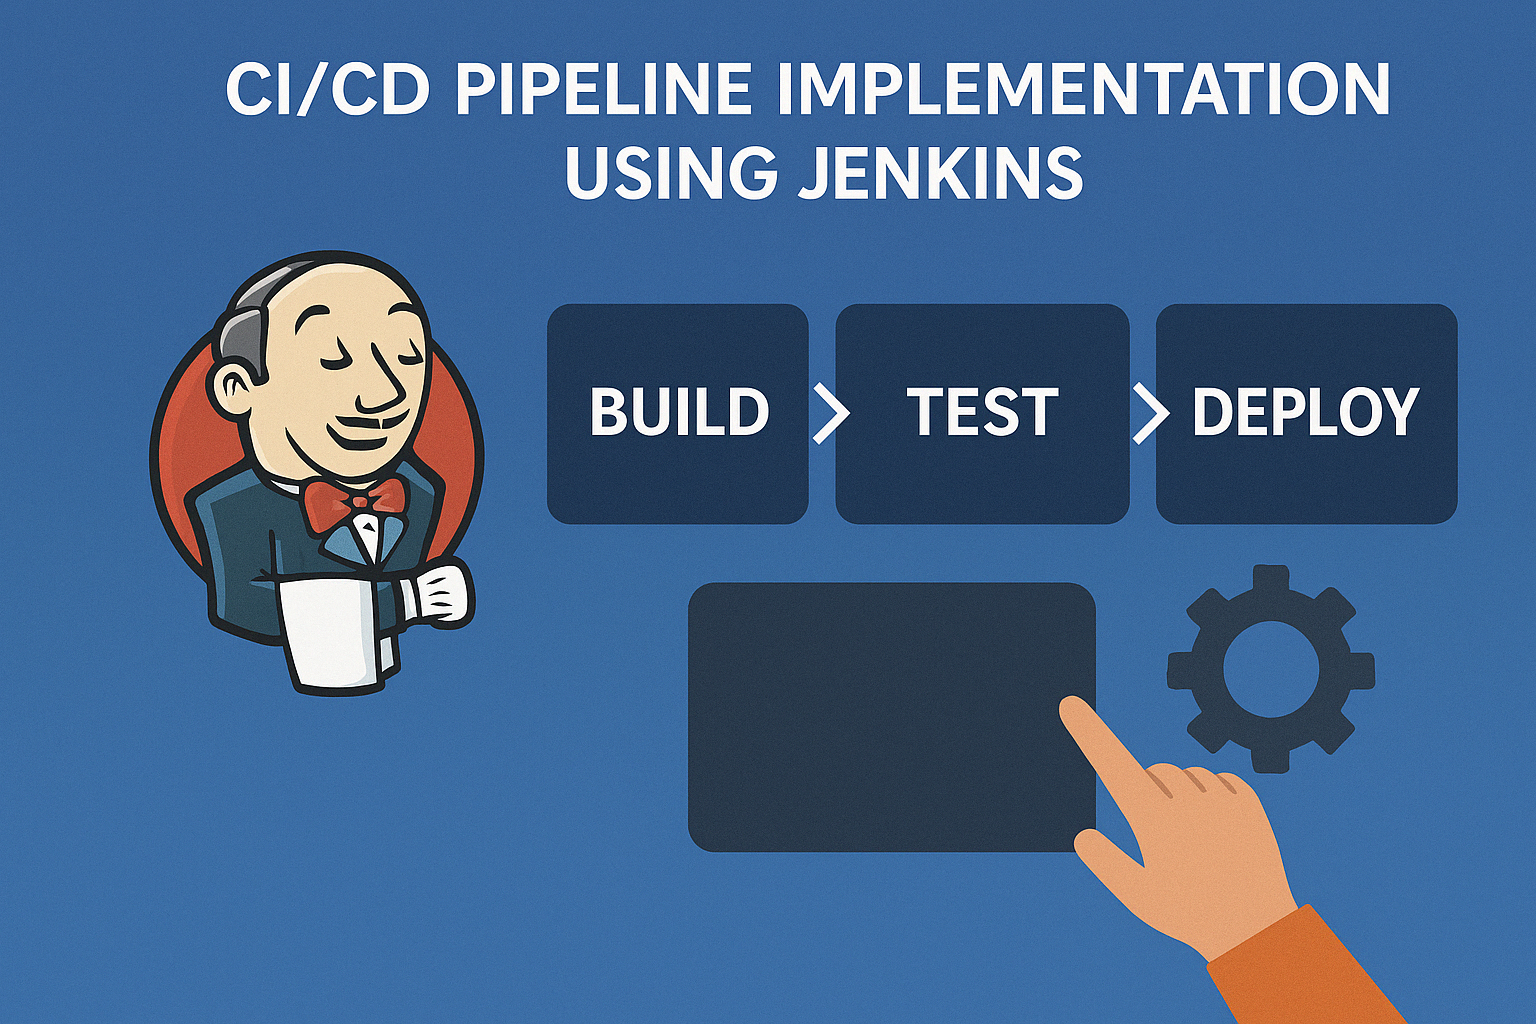 CI/CD PIPELINE IMPLEMENTATION
USING JENKINS
BUILD > TEST > DEPLOY